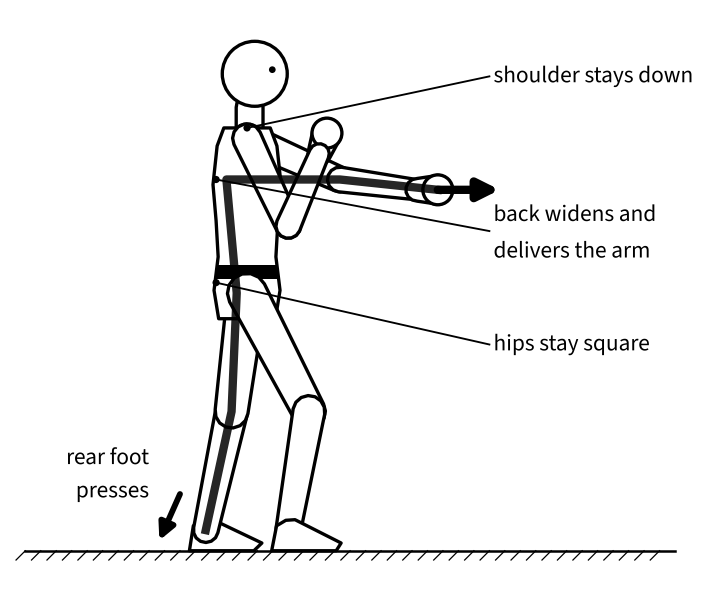 shoulder stays down
back widens and
delivers the arm
hips stay square
rear foot
presses